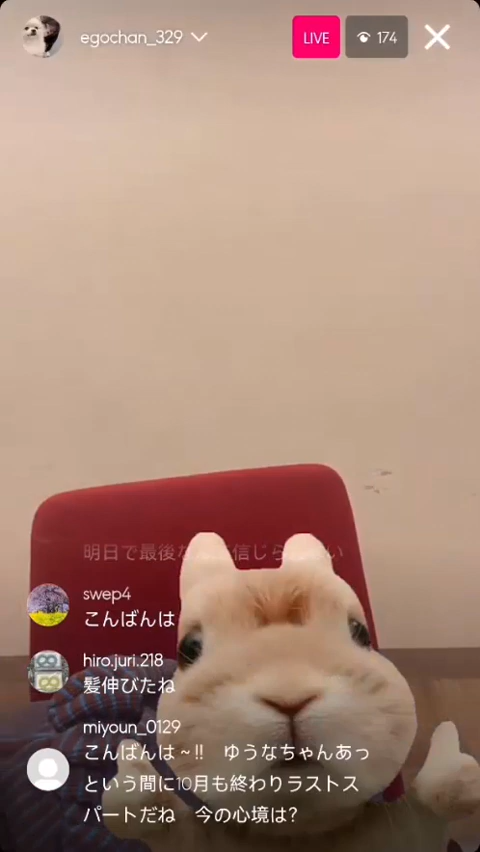 egochan_329
LIVE
174
明日で最後な
swep4
こんばんは
hiro.juri.218
髪伸びたね
miyoun_0129
こんばんは～!!　ゆうなちゃんあっ
という間に10月も終わりラストス
パートだね　今の心境は?